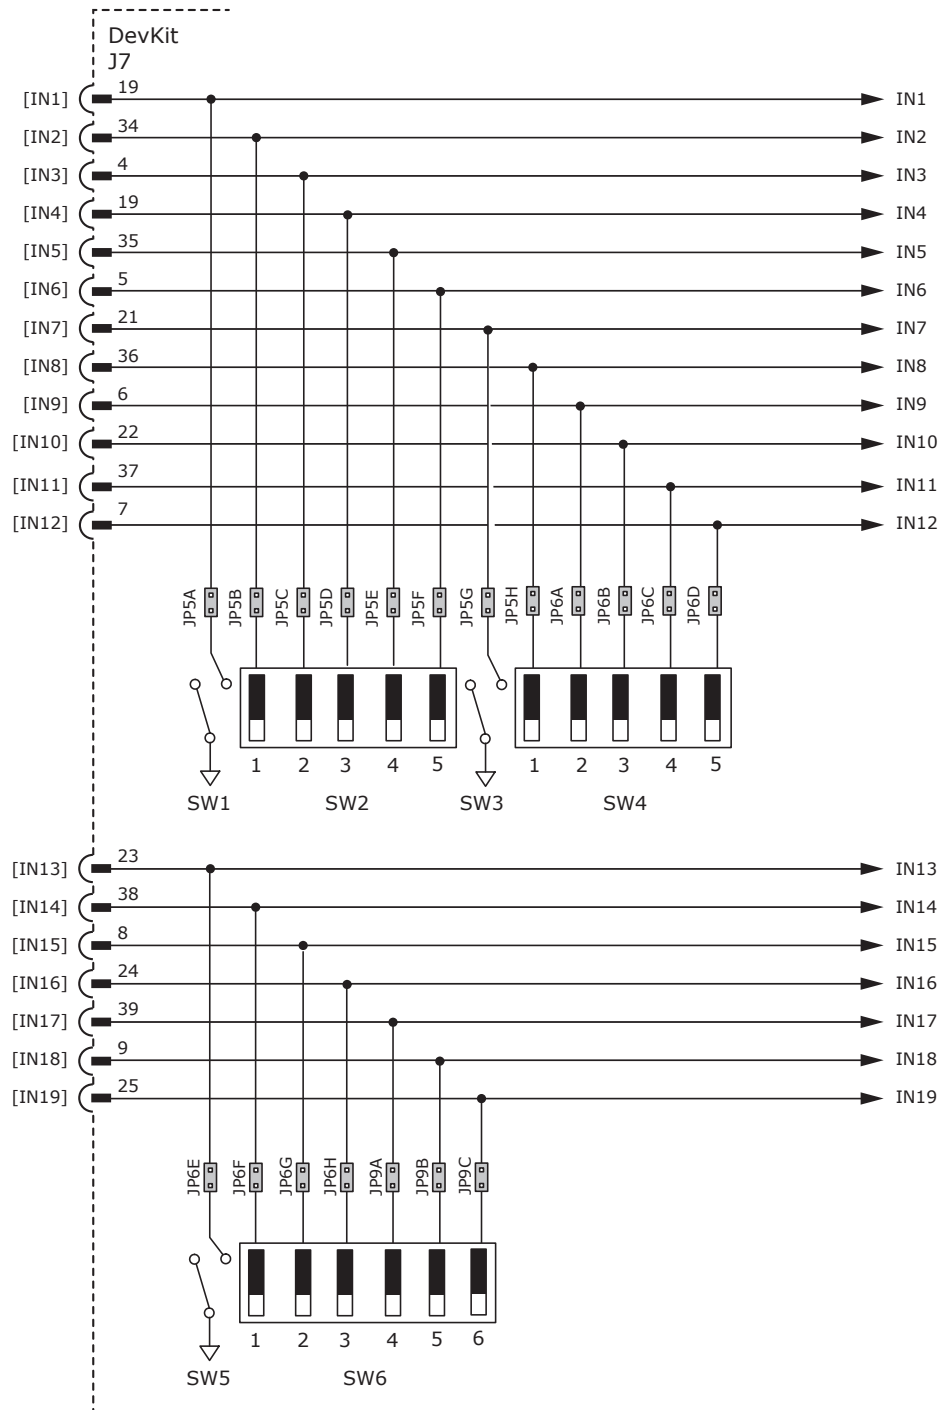 DevKit
J7
[IN1] 19 IN1
[IN2] 34 IN2
[IN3] 4 IN3
[IN4] 19 IN4
[IN5] 35 IN5
[IN6] 5 IN6
[IN7] 21 IN7
[IN8] 36 IN8
[IN9] 6 IN9
[IN10] 22 IN10
[IN11] 37 IN11
[IN12] 7 IN12
JP5A JP5B JP5C JP5D JP5E JP5F JP5G JP5H JP6A JP6B JP6C JP6D
1 2 3 4 5 1 2 3 4 5
SW1 SW2 SW3 SW4
[IN13] 23 IN13
[IN14] 38 IN14
[IN15] 8 IN15
[IN16] 24 IN16
[IN17] 39 IN17
[IN18] 9 IN18
[IN19] 25 IN19
JP6E JP6F JP6G JP6H JP9A JP9B JP9C
1 2 3 4 5 6
SW5 SW6